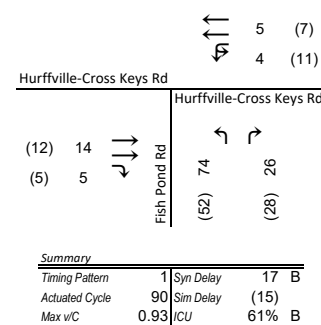 5 (7)
4 (11)
Hurffville-Cross Keys Rd
Hurffville-Cross Keys Rd
(12) 14
(5) 5
Fish Pond Rd
74 26
(52) (28)
Summary
Timing Pattern 1 Syn Delay 17 B
Actuated Cycle 90 Sim Delay (15)
Max v/C 0.93 ICU 61% B